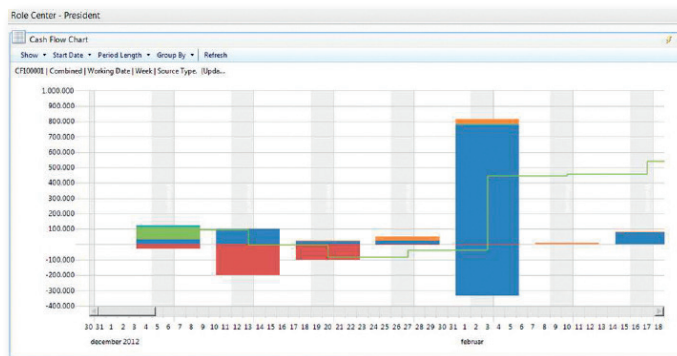 Role Center - President
Cash Flow Chart
Show Start Date Period Length Group By Refresh
CF100001 | Combined | Working Date | Week | Source Type. (Upda...
1.000.000
900.000
800.000
700.000
600.000
500.000
400.000
300.000
200.000
100.000
-100.000
-200.000
-300.000
-400.000
30 31 1 2 3 4 5 6 7 8 9 10 11 12 13 14 15 16 17 18 19 20 21 22 23 24 25 26 27 28 29 30 31 1 2 3 4 5 6 7 8 9 10 11 12 13 14 15 16 17 18
december 2012 februar